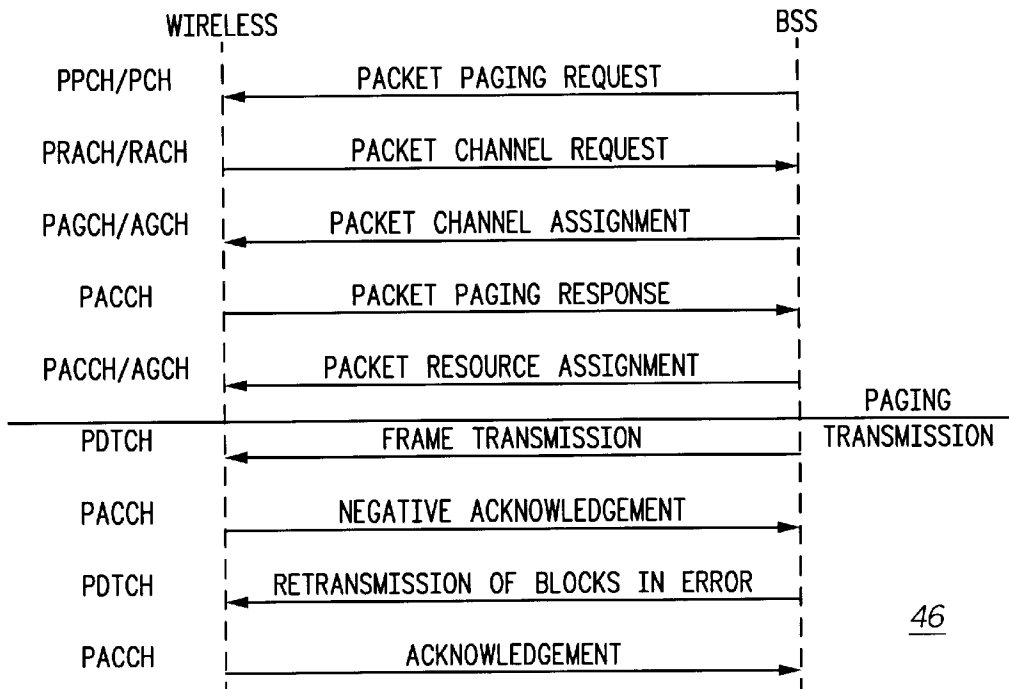 WIRELESS BSS
PPCH/PCH PACKET PAGING REQUEST
PRACH/RACH PACKET CHANNEL REQUEST
PAGCH/AGCH PACKET CHANNEL ASSIGNMENT
PACCH PACKET PAGING RESPONSE
PACCH/AGCH PACKET RESOURCE ASSIGNMENT
PAGING
PDTCH FRAME TRANSMISSION TRANSMISSION
PACCH NEGATIVE ACKNOWLEDGEMENT
PDTCH RETRANSMISSION OF BLOCKS IN ERROR
46
PACCH ACKNOWLEDGEMENT